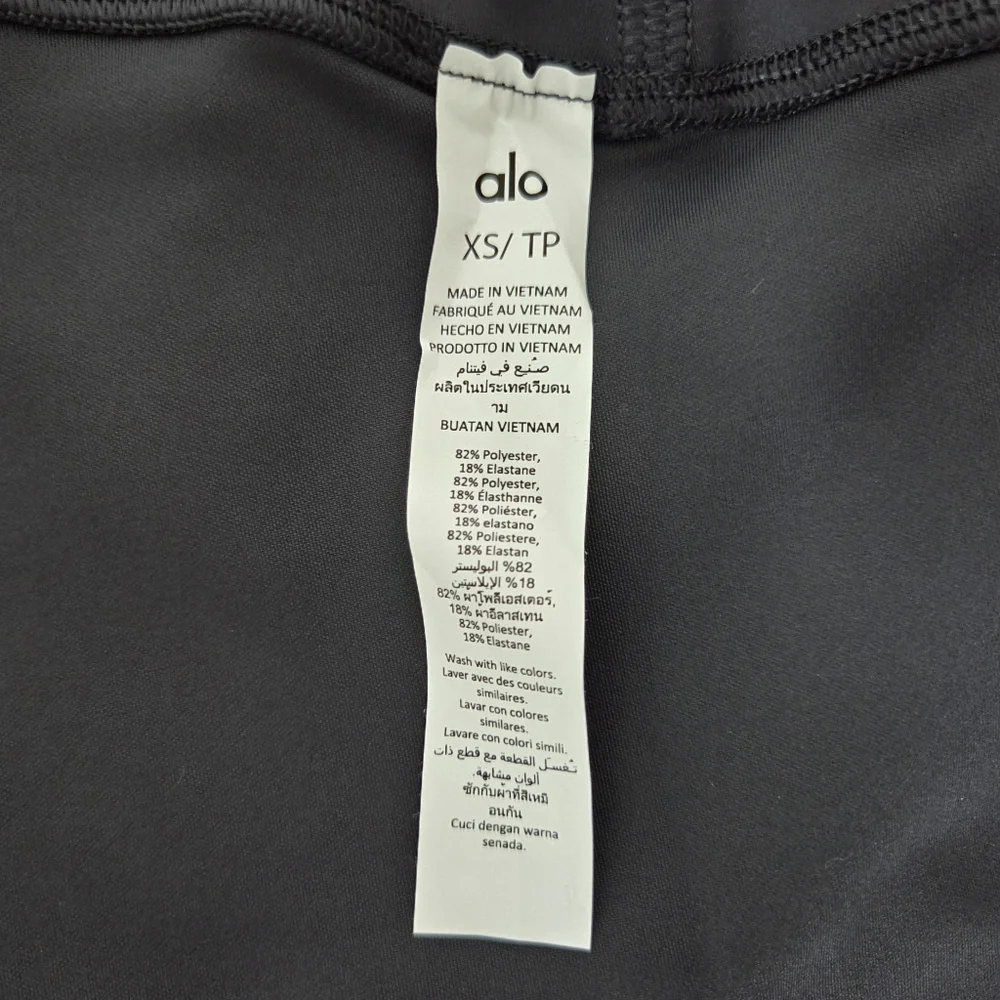 alo
XS/ TP
MADE IN VIETNAM
FABRIQUÉ AU VIETNAM
HECHO EN VIETNAM
PRODOTTO IN VIETNAM
صُنِع في فيتنام
ผลิตในประเทศเวียดน
าม
BUATAN VIETNAM
82% Polyester,
18% Elastane
82% Polyester,
18% Élasthanne
82% Poliéster,
18% elastano
82% Poliestere,
18% Elastan
82% البوليستر
18% الإيلاستين
82% ผ้าโพลีเอสเตอร์,
18% ผ้าอีลาสเทน
82% Poliester,
18% Elastane
Wash with like colors.
Laver avec des couleurs
similaires.
Lavar con colores
similares.
Lavare con colori simili.
تُغسَل القطعة مع قطع ذات
ألوان مشابهة.
ซักกับผ้าที่สีเหมื
อนกัน
Cuci dengan warna
senada.